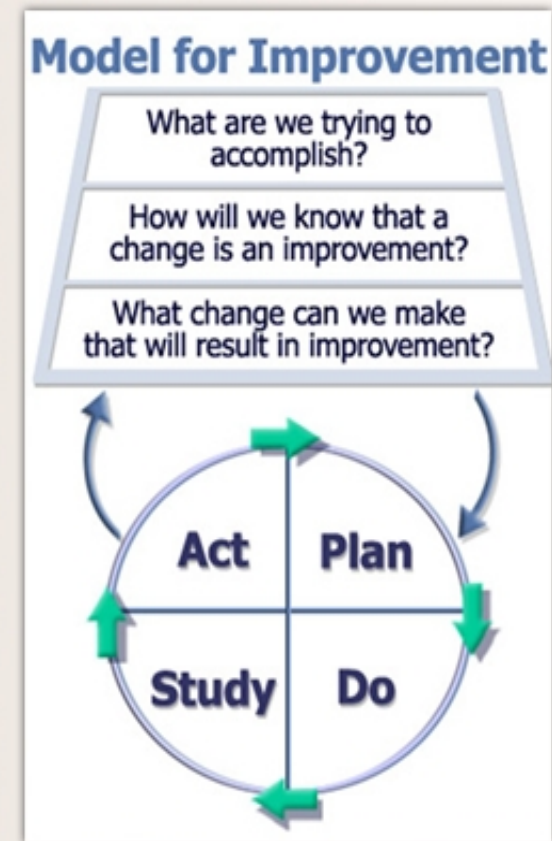 Model for Improvement
What are we trying to
accomplish?
How will we know that a
change is an improvement?
What change can we make
that will result in improvement?
Act
Plan
Study
Do